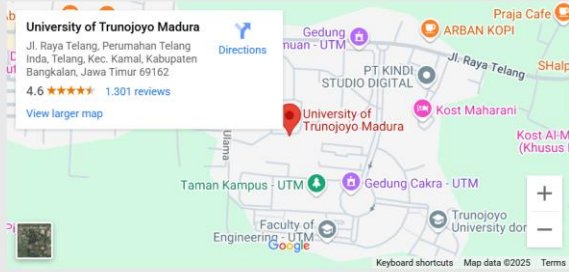 University of Trunojoyo Madura
Jl. Raya Telang, Perumahan Telang
Inda, Telang, Kec. Kamal, Kabupaten
Bangkalan, Jawa Timur 69162
4.6
1.301 reviews
View larger map
Directions
Gedung
nuan - UTM
Praja Cafe
ARBAN KOPI
Jl. Raya Telang
SHalp
PT KINDI
STUDIO DIGITAL
Kost Maharani
University of
Trunojoyo Madura
Kost Al-M
(Khusus
Ulama
Taman Kampus - UTM
Gedung Cakra - UTM
Faculty of
Engineering - UTM
Trunojoyo
University dor
Google
Keyboard shortcuts
Map data ©2025
Terms